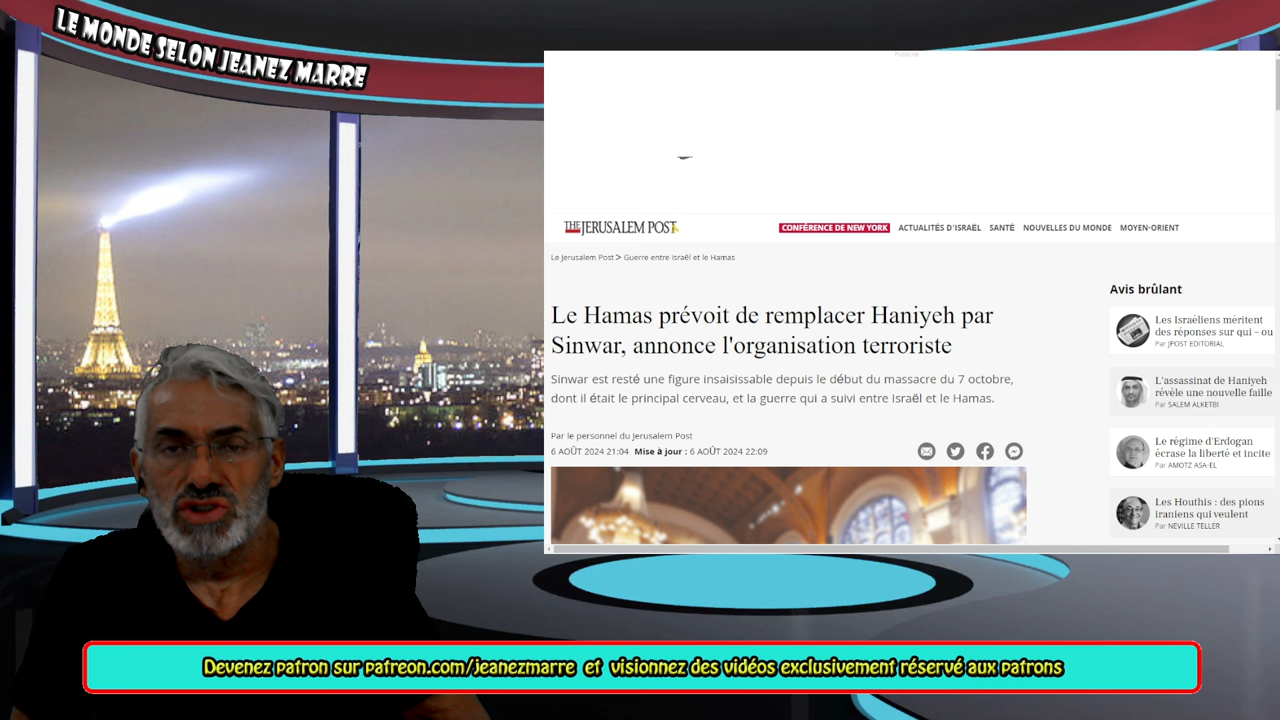 LE MONDE SELON JEANEZ MARRE
Publicité
THE JERUSALEM POST
CONFÉRENCE DE NEW YORK ACTUALITÉS D'ISRAËL SANTÉ NOUVELLES DU MONDE MOYEN-ORIENT
Le Jerusalem Post > Guerre entre Israël et le Hamas
Le Hamas prévoit de remplacer Haniyeh par
Sinwar, annonce l'organisation terroriste
Sinwar est resté une figure insaisissable depuis le début du massacre du 7 octobre,
dont il était le principal cerveau, et la guerre qui a suivi entre Israël et le Hamas.
Par le personnel du Jerusalem Post
6 AOÛT 2024 21:04 Mise à jour : 6 AOÛT 2024 22:09
Avis brûlant
Les Israéliens méritent
des réponses sur qui – ou
Par JPOST EDITORIAL
L'assassinat de Haniyeh
révèle une nouvelle faille
Par SALEM ALKETBI
Le régime d'Erdogan
écrase la liberté et incite
Par AMOTZ ASA-EL
Les Houthis : des pions
iraniens qui veulent
Par NEVILLE TELLER
Devenez patron sur patreon.com/jeanezmarre et visionnez des vidéos exclusivement réservé aux patrons